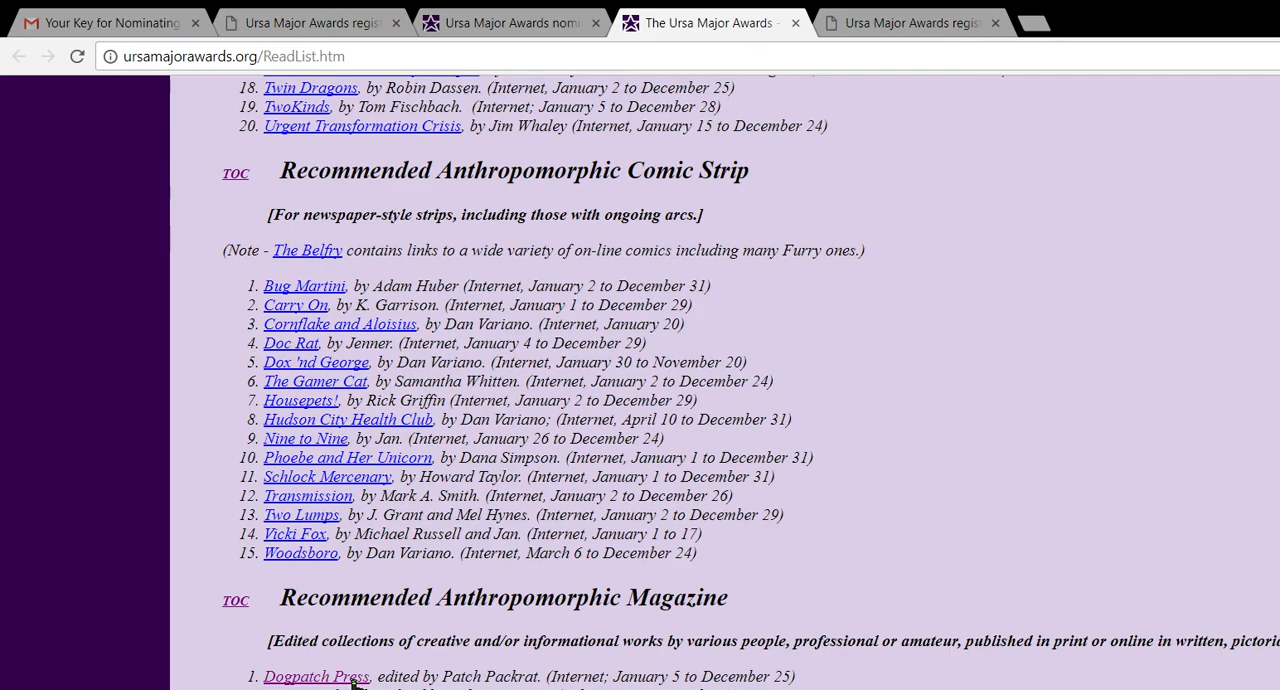 Your Key for Nominating
Ursa Major Awards regis
Ursa Major Awards nomi
The Ursa Major Awards -
Ursa Major Awards regis
ursamajorawards.org/ReadList.htm
18. Twin Dragons, by Robin Dassen. (Internet, January 2 to December 25)
19. TwoKinds, by Tom Fischbach. (Internet; January 5 to December 28)
20. Urgent Transformation Crisis, by Jim Whaley (Internet, January 15 to December 24)
TOC Recommended Anthropomorphic Comic Strip
[For newspaper-style strips, including those with ongoing arcs.]
(Note - The Belfry contains links to a wide variety of on-line comics including many Furry ones.)
1. Bug Martini, by Adam Huber (Internet, January 2 to December 31)
2. Carry On, by K. Garrison. (Internet, January 1 to December 29)
3. Cornflake and Aloisius, by Dan Variano. (Internet, January 20)
4. Doc Rat, by Jenner. (Internet, January 4 to December 29)
5. Dox 'nd George, by Dan Variano. (Internet, January 30 to November 20)
6. The Gamer Cat, by Samantha Whitten. (Internet, January 2 to December 24)
7. Housepets!, by Rick Griffin (Internet, January 2 to December 29)
8. Hudson City Health Club, by Dan Variano; (Internet, April 10 to December 31)
9. Nine to Nine, by Jan. (Internet, January 26 to December 24)
10. Phoebe and Her Unicorn, by Dana Simpson. (Internet, January 1 to December 31)
11. Schlock Mercenary, by Howard Taylor. (Internet, January 1 to December 31)
12. Transmission, by Mark A. Smith. (Internet, January 2 to December 26)
13. Two Lumps, by J. Grant and Mel Hynes. (Internet, January 2 to December 29)
14. Vicki Fox, by Michael Russell and Jan. (Internet, January 1 to 17)
15. Woodsboro, by Dan Variano. (Internet, March 6 to December 24)
TOC Recommended Anthropomorphic Magazine
[Edited collections of creative and/or informational works by various people, professional or amateur, published in print or online in written, pictoria
1. Dogpatch Press, edited by Patch Packrat. (Internet; January 5 to December 25)